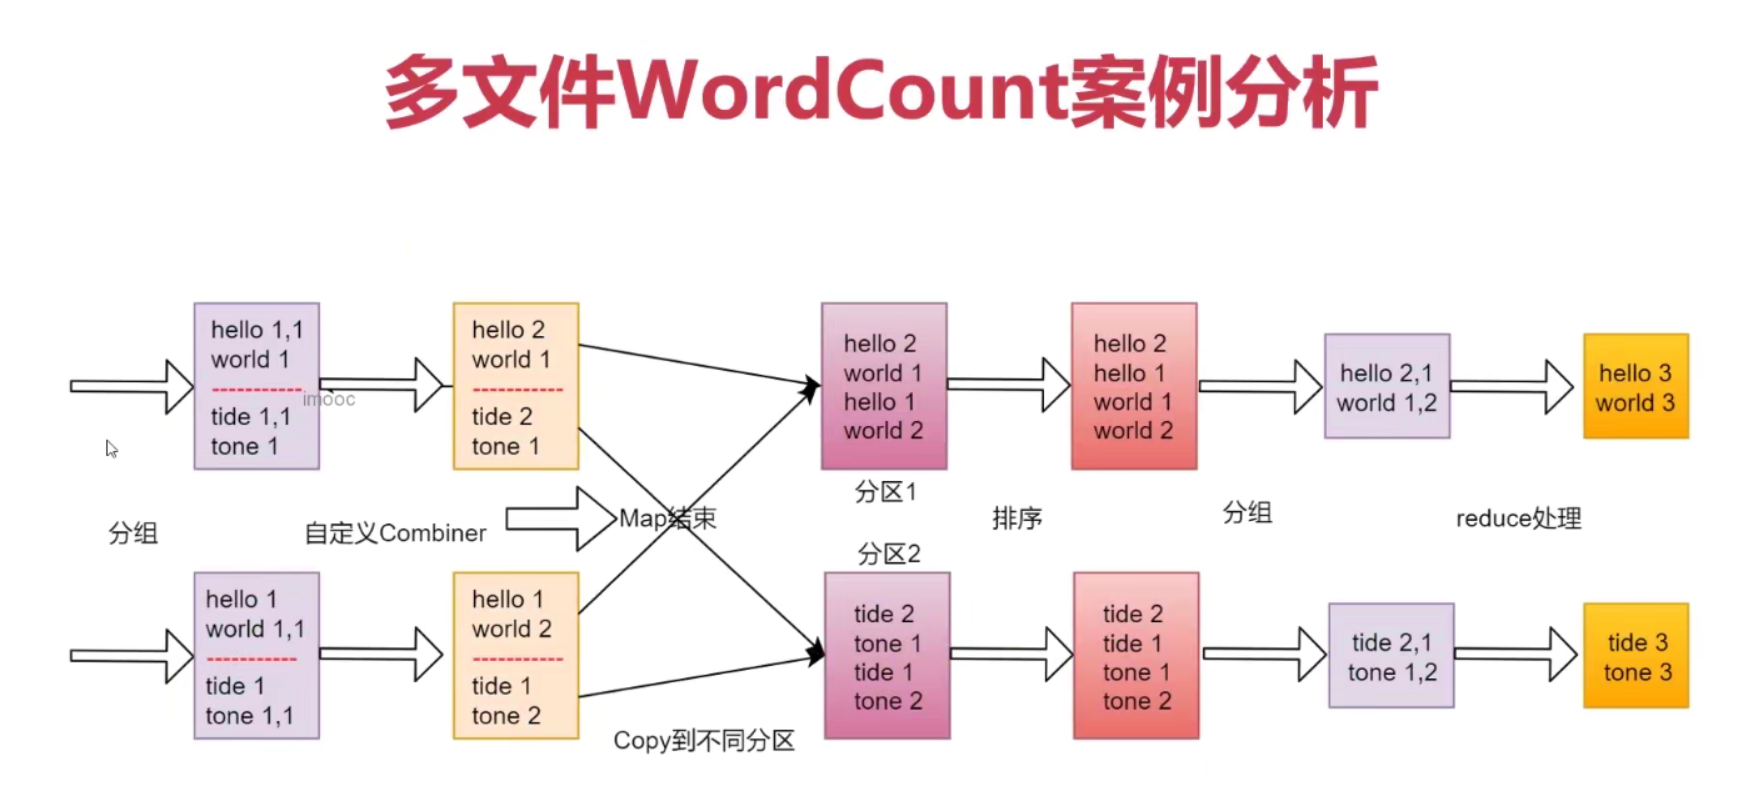 多文件WordCount案例分析
hello 1,1
world 1
tide 1,1
tone 1
imooc
hello 2
world 1
tide 2
tone 1
hello 2
world 1
hello 1
world 2
hello 2
hello 1
world 1
world 2
hello 2,1
world 1,2
hello 3
world 3
分组
自定义Combiner
Map结束
分区1
分区2
排序
分组
reduce处理
hello 1
world 1,1
tide 1
tone 1,1
hello 1
world 2
tide 1
tone 2
Copy到不同分区
tide 2
tone 1
tide 1
tone 2
tide 2
tide 1
tone 1
tone 2
tide 2,1
tone 1,2
tide 3
tone 3